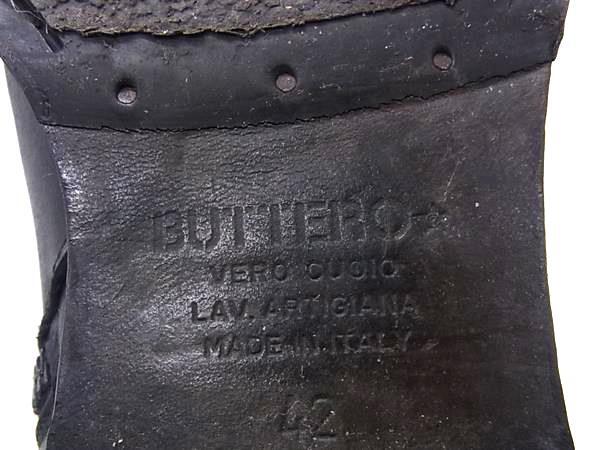 BUTTERO
VERO CUOIO
LAV. ARTIGIANA
MADE IN ITALY
42